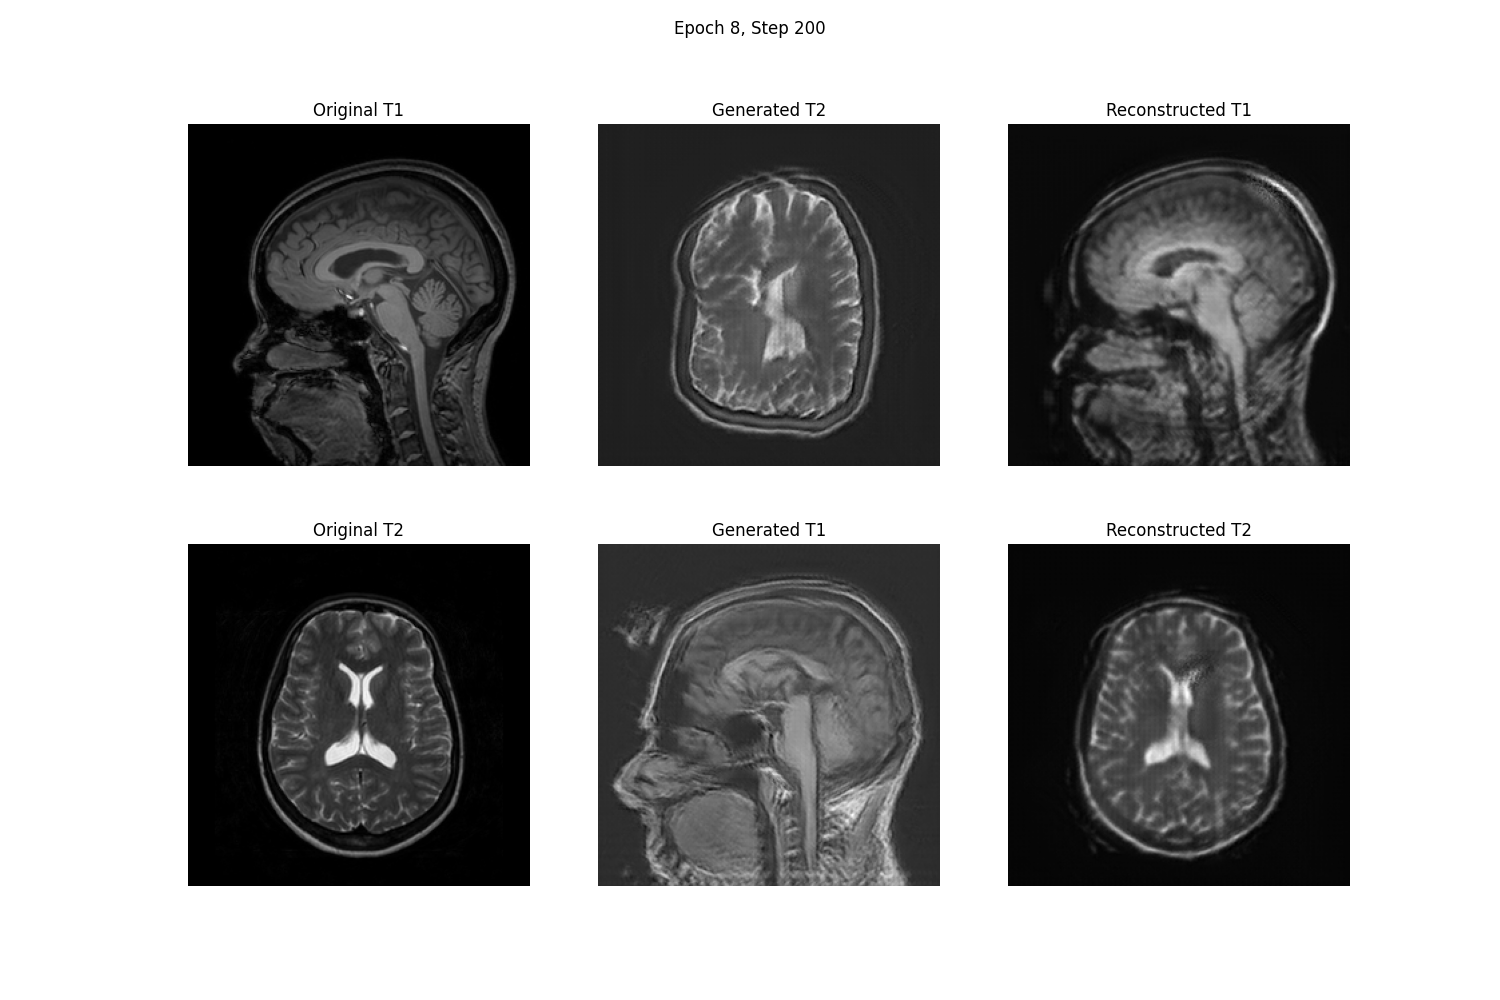 Epoch 8, Step 200
Original T1
Generated T2
Reconstructed T1
Original T2
Generated T1
Reconstructed T2